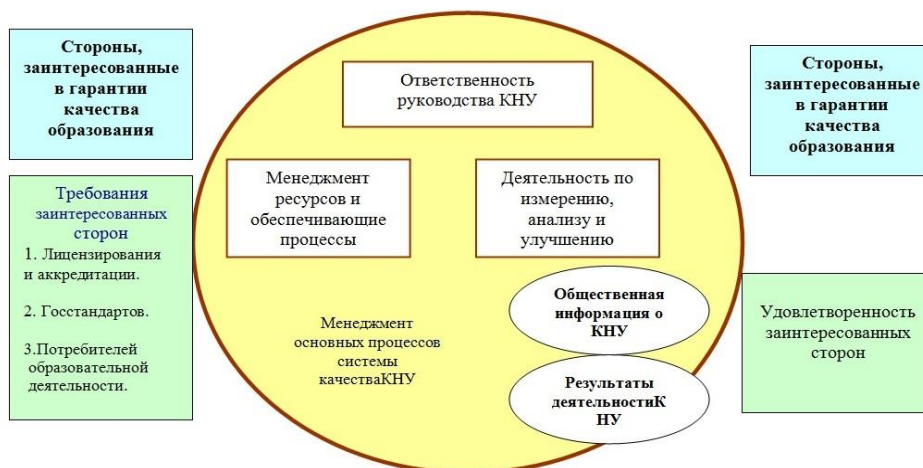 Стороны,
заинтересованные
в гарантии
качества
образования
Требования
заинтересованных
сторон
1. Лицензирования
и аккредитации.
2. Госстандартов.
3.Потребителей
образовательной
деятельности.
Ответственность
руководства КНУ
Менеджмент
ресурсов и
обеспечивающие
процессы
Деятельность по
измерению,
анализу и
улучшению
Менеджмент
основных процессов
системы
качестваКНУ
Общественная
информация о
КНУ
Результаты
деятельностиК
НУ
Стороны,
заинтересованные
в гарантии
качества
образования
Удовлетворенность
заинтересованных
сторон